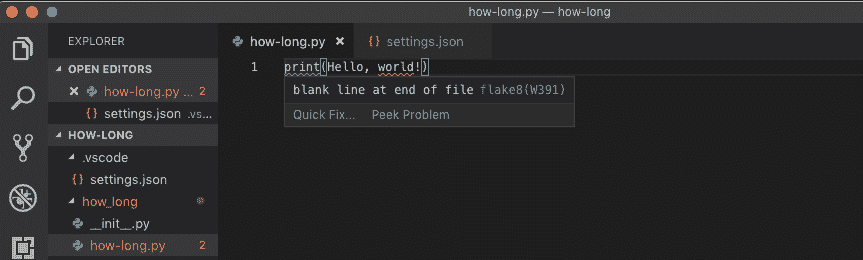 how-long.py — how-long
EXPLORER
OPEN EDITORS
how-long.py ... 2
{} settings.json .vs...
HOW-LONG
.vscode
{} settings.json
how_long
__init__.py
how-long.py 2
how-long.py ×
{} settings.json
1 print(Hello, world!)
blank line at end of file flake8(W391)
Quick Fix... Peek Problem